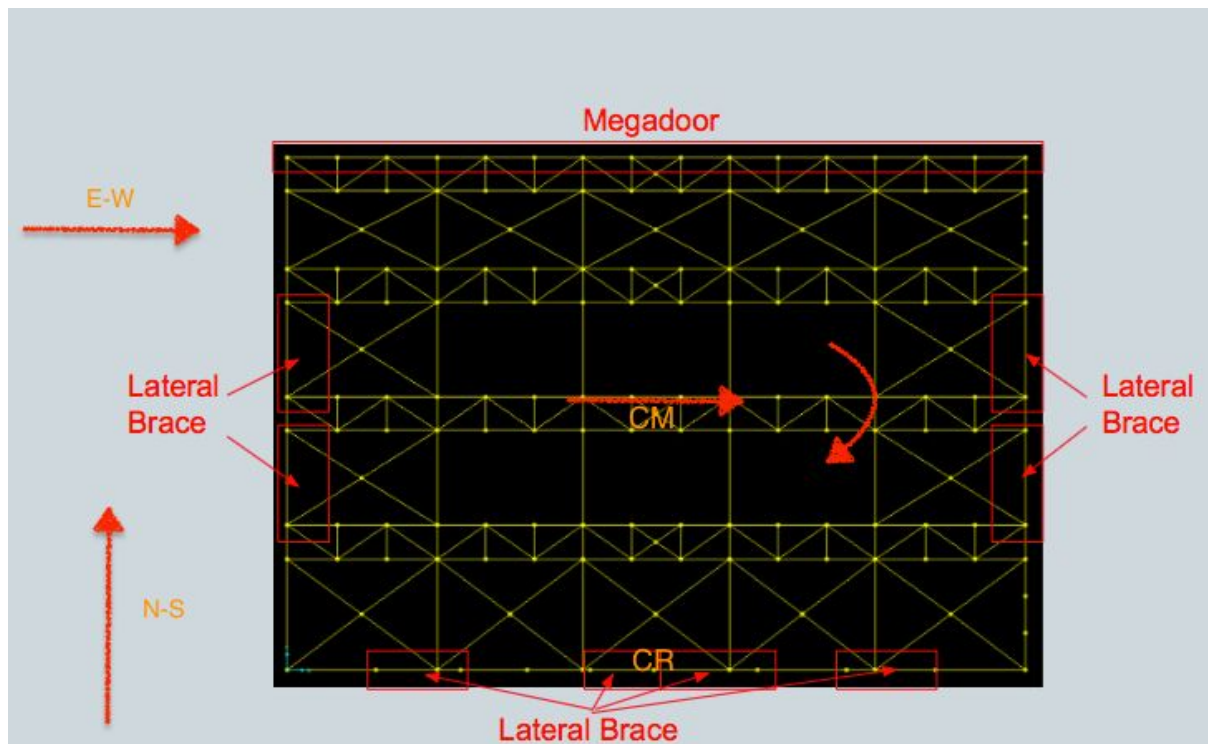 Megadoor
E-W
Lateral
Brace
CM
Lateral
Brace
N-S
CR
Lateral Brace